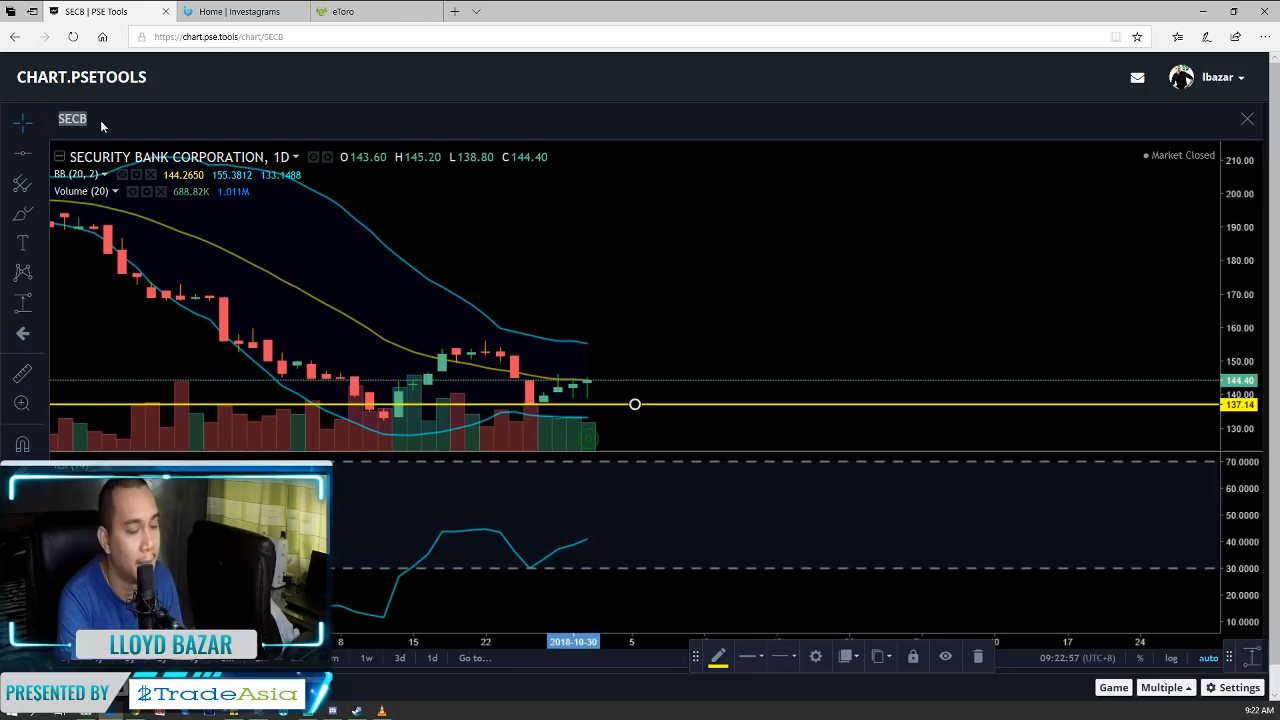 SECB | PSE Tools
Home | Investagrams
eToro
https://chart.pse.tools/chart/SECB
CHART.PSETOOLS
lbazar
SECB
SECURITY BANK CORPORATION, 1D
O143.60 H145.20 L138.80 C144.40
Market Closed
BB (20, 2) 144.2650 155.3812 133.1488
Volume (20) 688.82K 1.011M
210.00
200.00
190.00
180.00
170.00
160.00
150.00
144.40
140.00
137.14
130.00
D
70.0000
60.0000
50.0000
40.0000
30.0000
20.0000
10.0000
8 15 22 2018-10-30 5 17 24
1w 3d 1d Go to...
09:22:57 (UTC+8) % log auto
LLOYD BAZAR
PRESENTED BY
$TradeAsia
Game Multiple Settings
9:22 AM